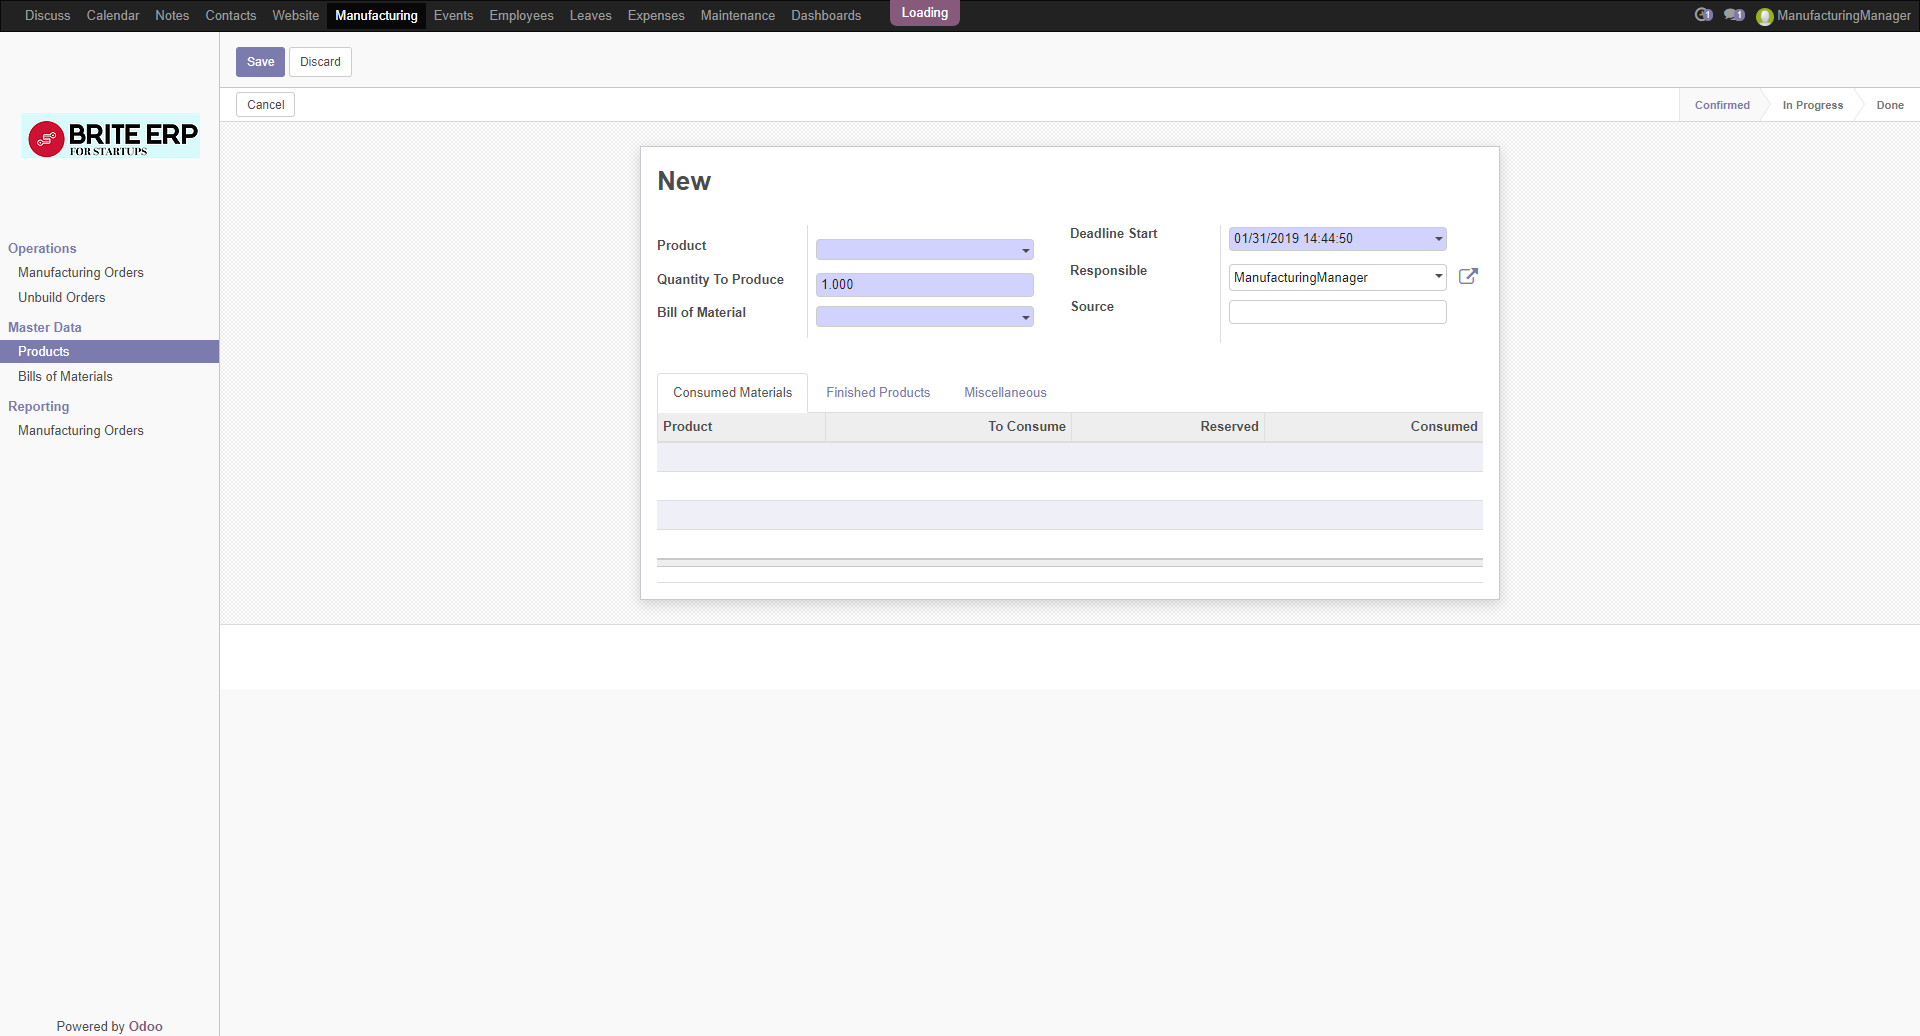 Discuss Calendar Notes Contacts Website Manufacturing Events Employees Leaves Expenses Maintenance Dashboards Loading 1 1 ManufacturingManager
Save Discard
Cancel Confirmed In Progress Done
BRITE ERP
FOR STARTUPS
Operations
Manufacturing Orders
Unbuild Orders
Master Data
Products
Bills of Materials
Reporting
Manufacturing Orders
Powered by Odoo
New
Product
Quantity To Produce 1.000
Bill of Material
Deadline Start 01/31/2019 14:44:50
Responsible ManufacturingManager
Source
Consumed Materials Finished Products Miscellaneous
Product To Consume Reserved Consumed